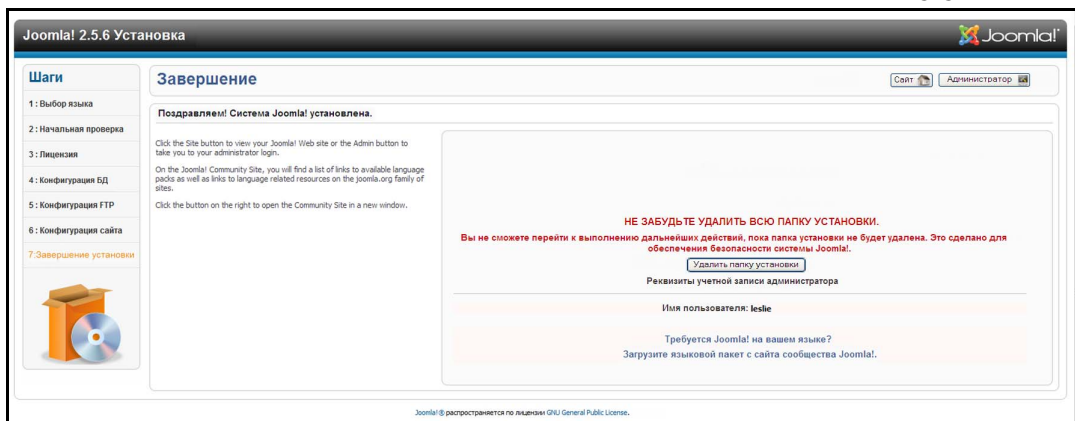 Joomla! 2.5.6 Установка
Joomla!
Шаги
1 : Выбор языка
2 : Начальная проверка
3 : Лицензия
4 : Конфигурация БД
5 : Конфигурация FTP
6 : Конфигурация сайта
7:Завершение установки
Завершение
Сайт
Администратор
Поздравляем! Система Joomla! установлена.
Click the Site button to view your Joomla! Web site or the Admin button to
take you to your administrator login.
On the Joomla! Community Site, you will find a list of links to available language
packs as well as links to language related resources on the joomla.org family of
sites.
Click the button on the right to open the Community Site in a new window.
НЕ ЗАБУДЬТЕ УДАЛИТЬ ВСЮ ПАПКУ УСТАНОВКИ.
Вы не сможете перейти к выполнению дальнейших действий, пока папка установки не будет удалена. Это сделано для
обеспечения безопасности системы Joomla!.
Удалить папку установки
Реквизиты учетной записи администратора
Имя пользователя: leslie
Требуется Joomla! на вашем языке?
Загрузите языковой пакет с сайта сообщества Joomla!.
Joomla!® распространяется по лицензии GNU General Public License.